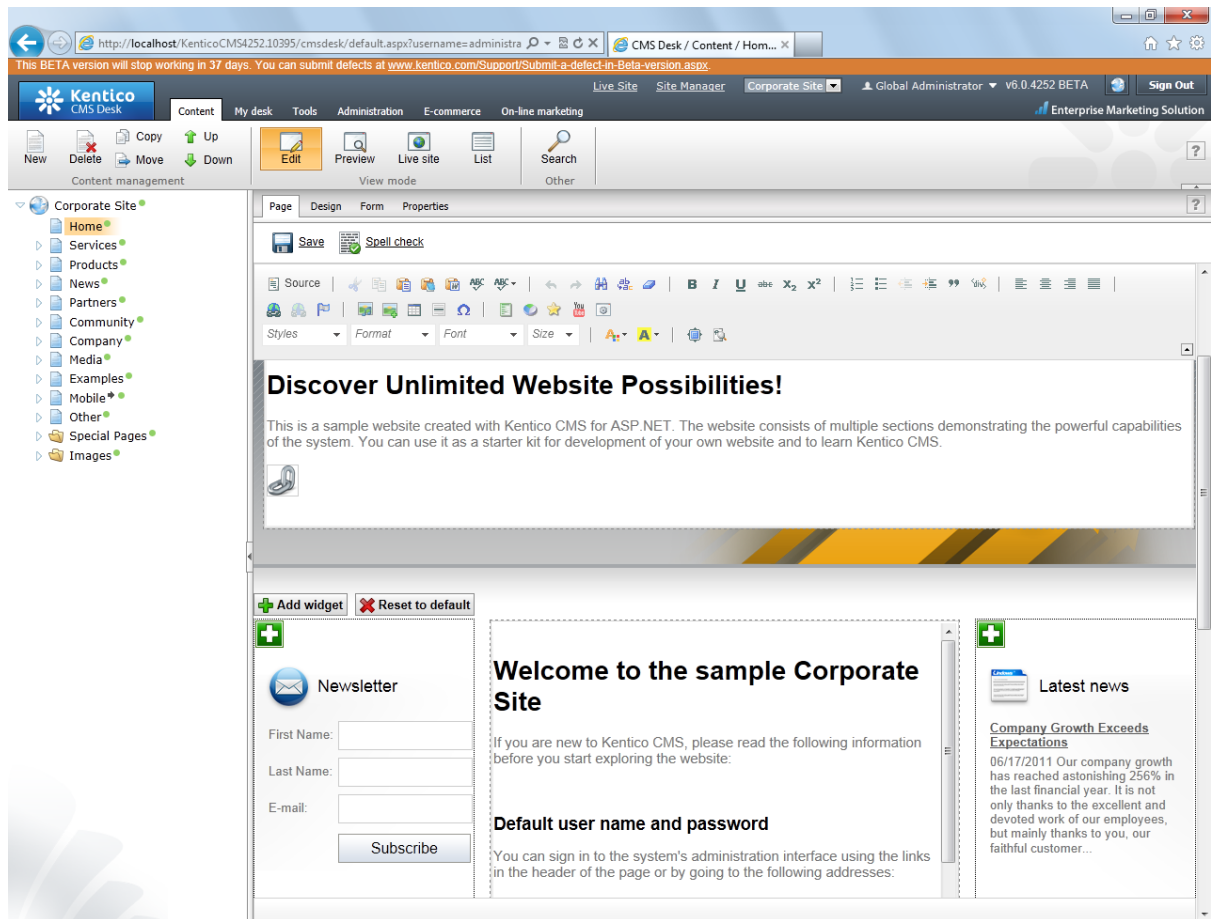 http://localhost/KenticoCMS4252.10395/cmsdesk/default.aspx?username=administra
CMS Desk / Content / Hom...
This BETA version will stop working in 37 days. You can submit defects at www.kentico.com/Support/Submit-a-defect-in-Beta-version.aspx.
Live Site Site Manager Corporate Site Global Administrator v6.0.4252 BETA Sign Out
Kentico
CMS Desk
Content My desk Tools Administration E-commerce On-line marketing
Enterprise Marketing Solution
New Delete Copy Move Up Down
Content management
Edit Preview Live site List
View mode
Search
Other
?
Corporate Site
Home
Services
Products
News
Partners
Community
Company
Media
Examples
Mobile
Other
Special Pages
Images
Page Design Form Properties
?
Save Spell check
Source
B I U abc X2 X2
Styles Format Font Size A A
Discover Unlimited Website Possibilities!
This is a sample website created with Kentico CMS for ASP.NET. The website consists of multiple sections demonstrating the powerful capabilities
of the system. You can use it as a starter kit for development of your own website and to learn Kentico CMS.
Add widget Reset to default
Newsletter
First Name:
Last Name:
E-mail:
Subscribe
Welcome to the sample Corporate
Site
If you are new to Kentico CMS, please read the following information
before you start exploring the website:
Default user name and password
You can sign in to the system's administration interface using the links
in the header of the page or by going to the following addresses:
Latest news
Company Growth Exceeds
Expectations
06/17/2011 Our company growth
has reached astonishing 256% in
the last financial year. It is not
only thanks to the excellent and
devoted work of our employees,
but mainly thanks to you, our
faithful customer...